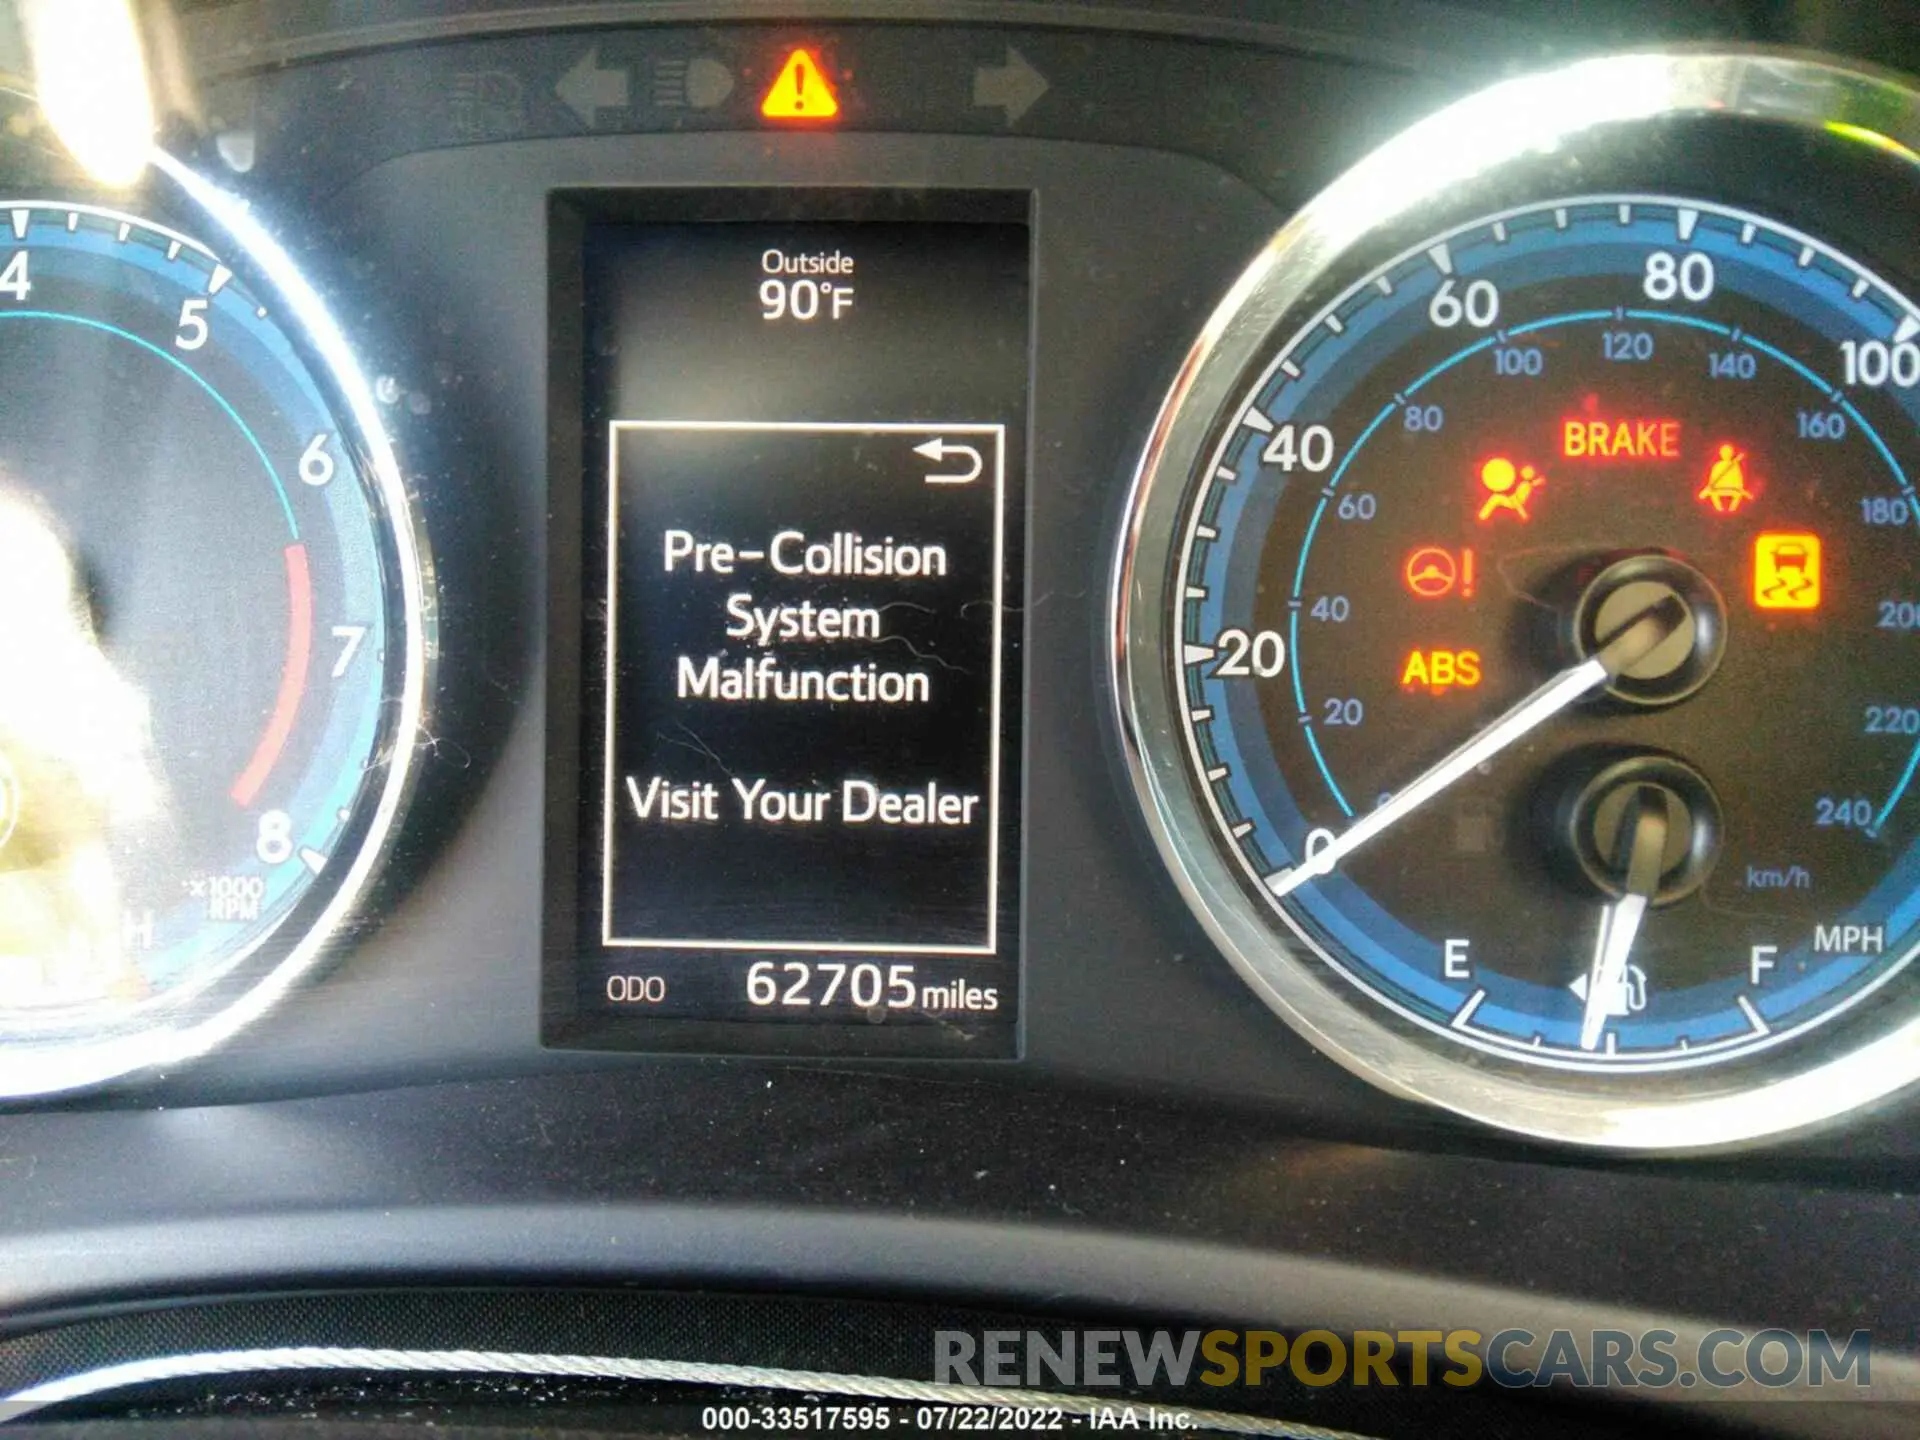 Outside
90°F
Pre-Collision
System
Malfunction
Visit Your Dealer
ODO 62705 miles
4
5
6
7
8
×1000
RPM
H
0
20
40
60
80
100
20
40
60
80
100
120
140
160
180
220
240
km/h
MPH
BRAKE
ABS
E
F
RENEWSPORTSCARS.COM
000-33517595 - 07/22/2022 - IAA Inc.